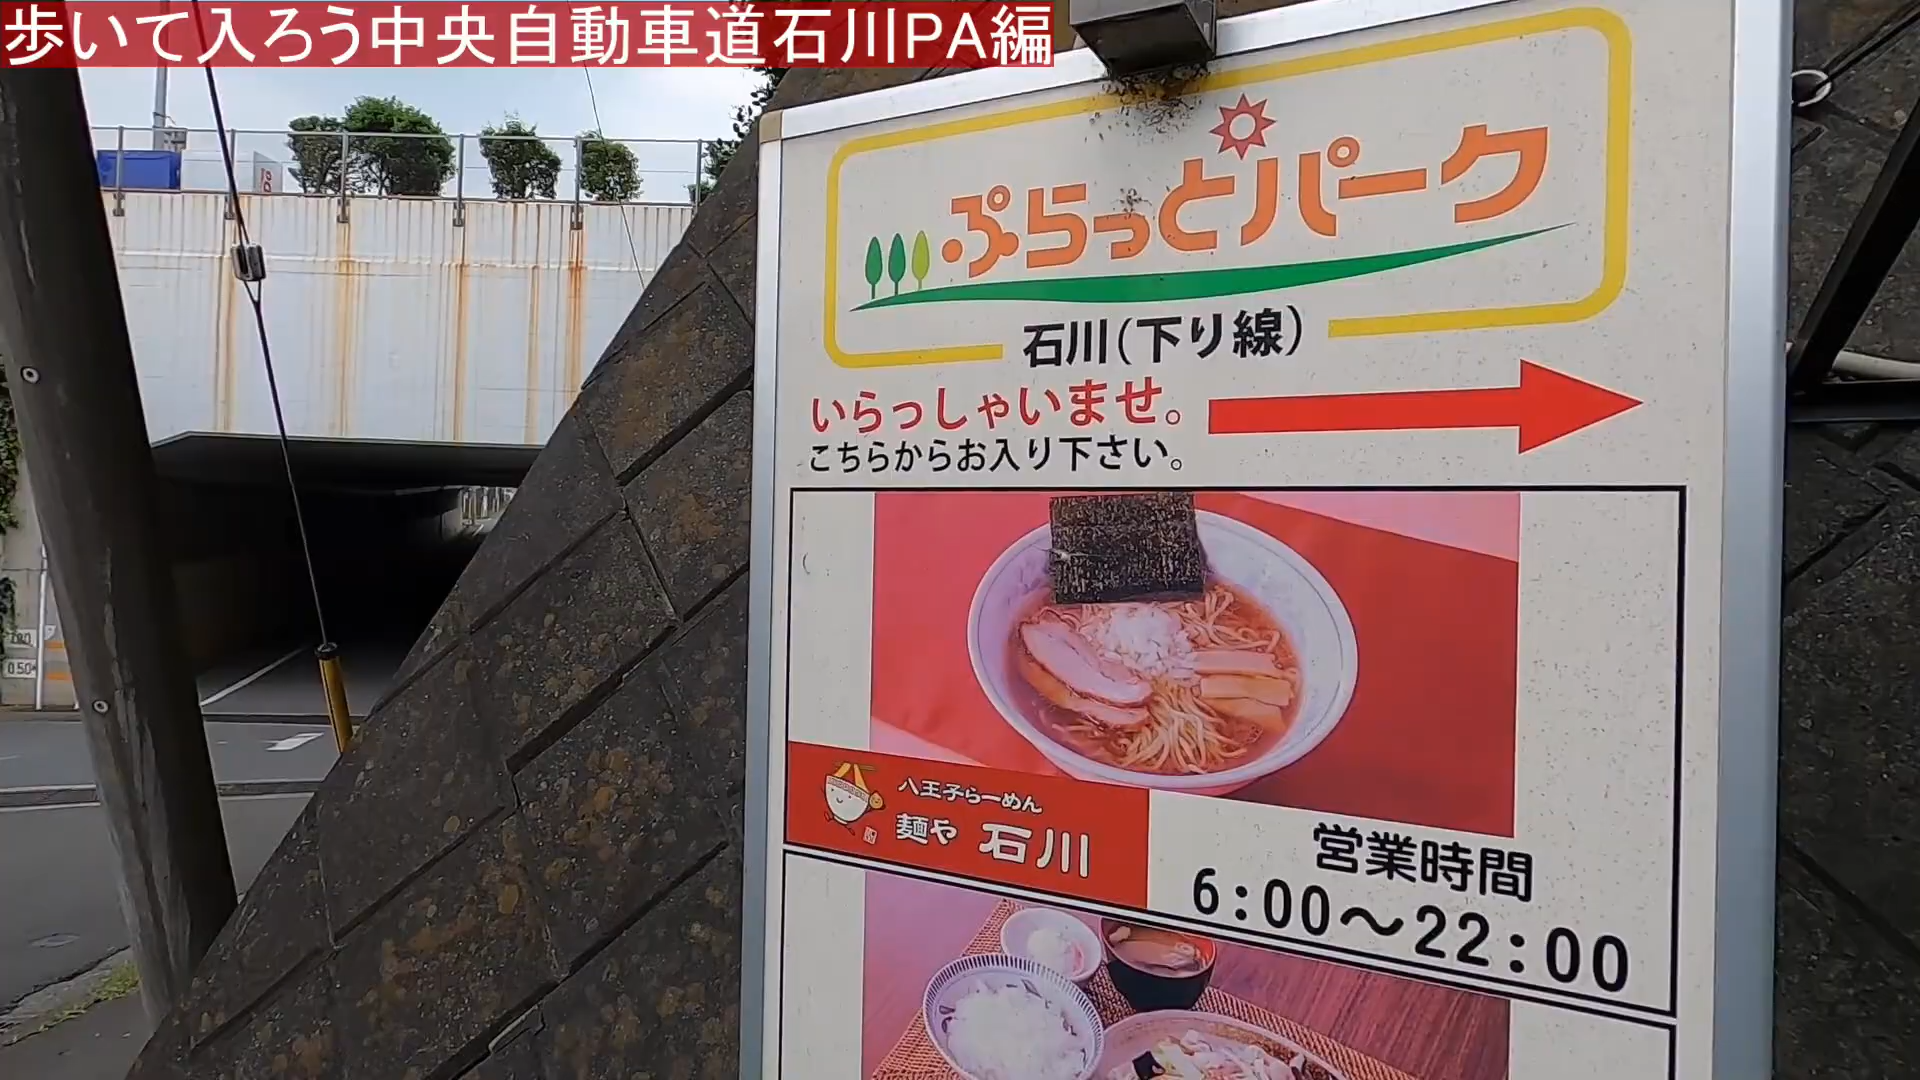 歩いて入ろう中央自動車道石川PA編
ぷらっとパーク
石川(下り線)
いらっしゃいませ。
こちらからお入り下さい。
八王子らーめん
麺や 石川
営業時間
6:00～22:00